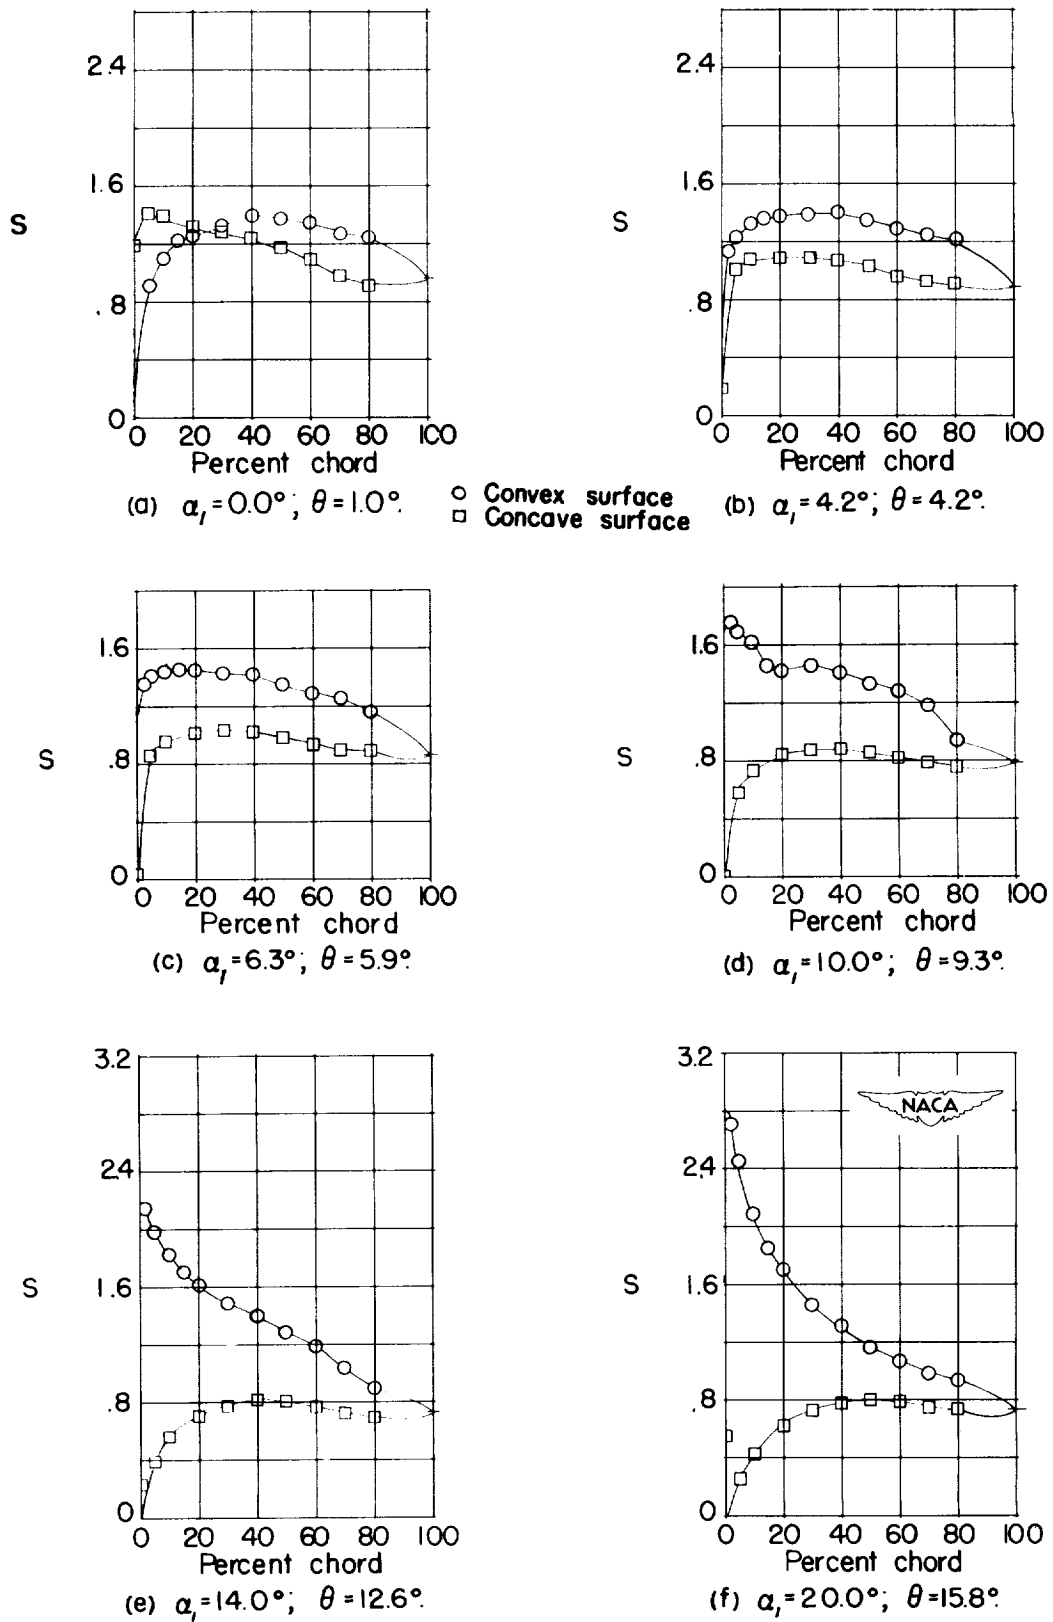 2.4
1.6
S
.8
0
0 20 40 60 80 100
Percent chord
(a) α₁=0.0°; θ=1.0°.
2.4
1.6
S
.8
0
0 20 40 60 80 100
Percent chord
(b) α₁=4.2°; θ=4.2°.
Convex surface
Concave surface
1.6
S
.8
0
0 20 40 60 80 100
Percent chord
(c) α₁=6.3°; θ=5.9°.
1.6
S
.8
0
0 20 40 60 80 100
Percent chord
(d) α₁=10.0°; θ=9.3°.
3.2
2.4
1.6
S
.8
0
0 20 40 60 80 100
Percent chord
(e) α₁=14.0°; θ=12.6°.
3.2
NACA
2.4
1.6
S
.8
0
0 20 40 60 80 100
Percent chord
(f) α₁=20.0°; θ=15.8°.